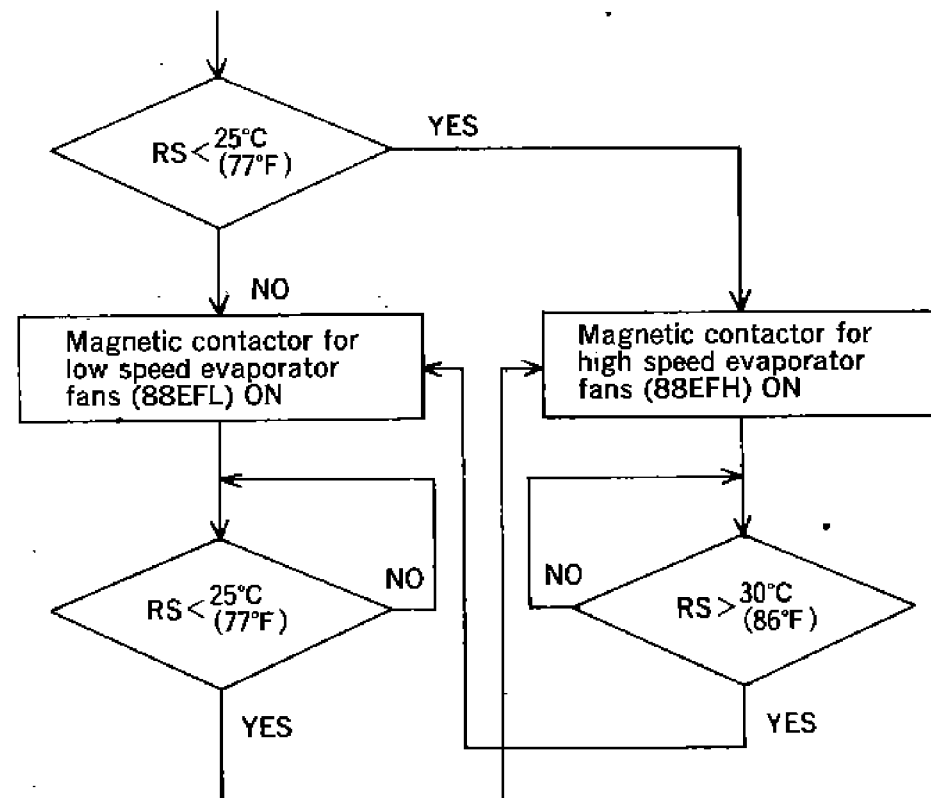 YES
RS < 25°C
(77°F)
NO
Magnetic contactor for
low speed evaporator
fans (88EFL) ON
Magnetic contactor for
high speed evaporator
fans (88EFH) ON
NO
RS < 25°C
(77°F)
YES
NO
RS > 30°C
(86°F)
YES